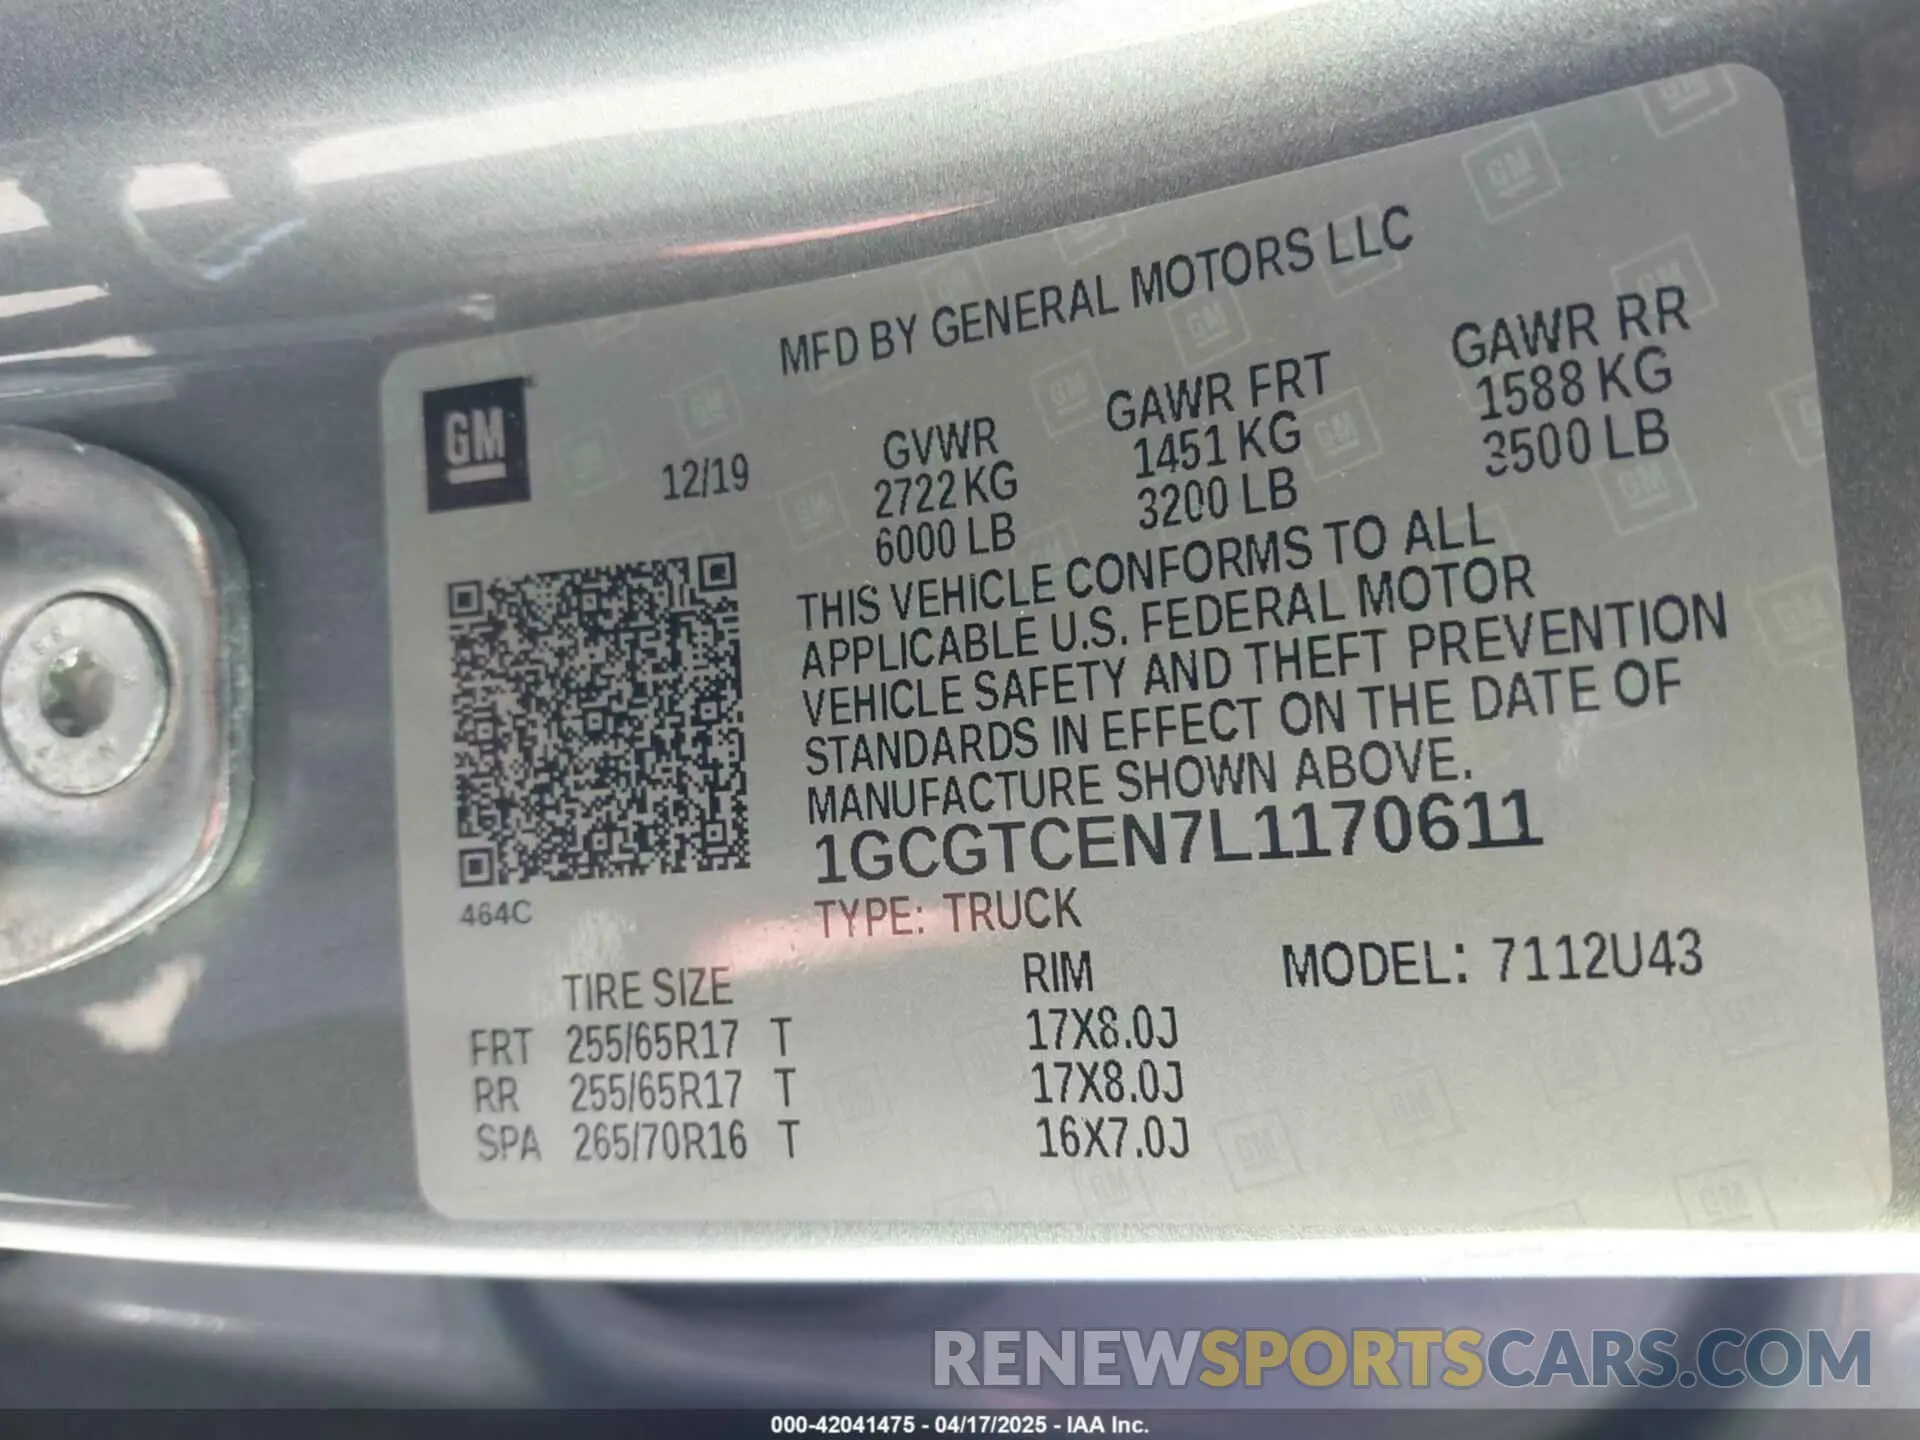 MFD BY GENERAL MOTORS LLC
GM
12/19
GVWR
2722 KG
6000 LB
GAWR FRT
1451 KG
3200 LB
GAWR RR
1588 KG
3500 LB
THIS VEHICLE CONFORMS TO ALL
APPLICABLE U.S. FEDERAL MOTOR
VEHICLE SAFETY AND THEFT PREVENTION
STANDARDS IN EFFECT ON THE DATE OF
MANUFACTURE SHOWN ABOVE.
1GCGTCEN7L1170611
464C
TYPE: TRUCK
TIRE SIZE RIM MODEL: 7112U43
FRT 255/65R17 T 17X8.0J
RR 255/65R17 T 17X8.0J
SPA 265/70R16 T 16X7.0J
RENEWSPORTSCARS.COM
000-42041475 - 04/17/2025 - IAA Inc.